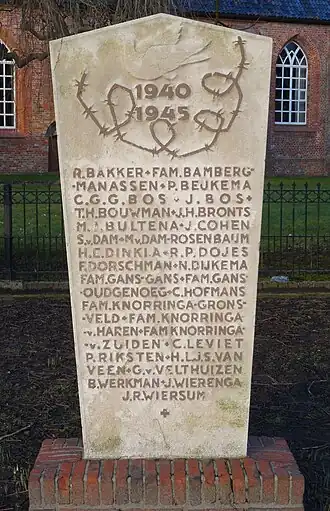 1940
1945
R.BAKKER+FAM.BAMBERG-
MANASSEN+P.BEUKEMA
C.G.G.BOS+J.BOS+
T.H.BOUWMAN+J.H.BRONTS
M.J.BULTENA+J.COHEN
S.v.DAM+M.v.DAM-ROSENBAUM
H.E.DINKLA+R.P.DOJES
F.DORSCHMAN+N.DIJKEMA
FAM.GANS-GANS+FAM.GANS-
OUDGENOEG+C.HOFMANS
FAM.KNORRINGA-GRONS-
VELD+FAM.KNORRINGA
-v.HAREN+FAM.KNORRINGA
-v.ZUIDEN+C.LEVIET
P.RIKSTEN+H.L.J.S.VAN
VEEN+G.v.VELTHUIZEN
B.WERKMAN+J.WIERENGA
J.R.WIERSUM
+